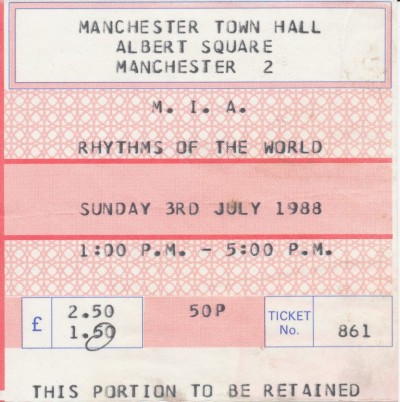 MANCHESTER TOWN HALL
ALBERT SQUARE
MANCHESTER 2
M. I. A.
RHYTHMS OF THE WORLD
SUNDAY 3RD JULY 1988
1:00 P.M. - 5:00 P.M.
£ 2.50 50P TICKET
1.50 No. 861
THIS PORTION TO BE RETAINED